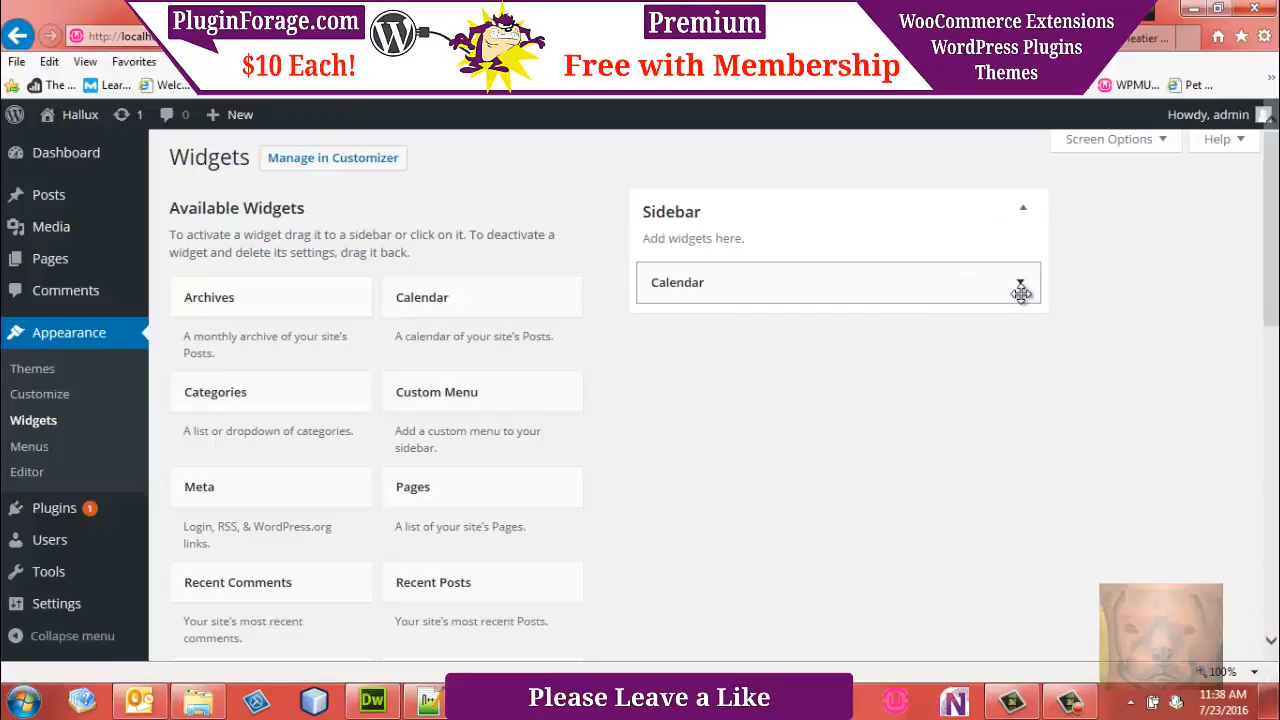 PluginForage.com
$10 Each!
Premium
Free with Membership
WooCommerce Extensions
WordPress Plugins
Themes
http://localh
eatier ...
File Edit View Favorites
The ... Lear... Welc...
WPMU... Pet ...
Hallux 1 0 New
Howdy, admin
Dashboard
Posts
Media
Pages
Comments
Appearance
Themes
Customize
Widgets
Menus
Editor
Plugins 1
Users
Tools
Settings
Collapse menu
Widgets Manage in Customizer
Screen Options Help
Available Widgets
To activate a widget drag it to a sidebar or click on it. To deactivate a
widget and delete its settings, drag it back.
Archives
A monthly archive of your site's
Posts.
Calendar
A calendar of your site's Posts.
Categories
A list or dropdown of categories.
Custom Menu
Add a custom menu to your
sidebar.
Meta
Login, RSS, & WordPress.org
links.
Pages
A list of your site's Pages.
Recent Comments
Your site's most recent
comments.
Recent Posts
Your site's most recent Posts.
Sidebar
Add widgets here.
Calendar
100%
Dw
Please Leave a Like
N
11:38 AM
7/23/2016